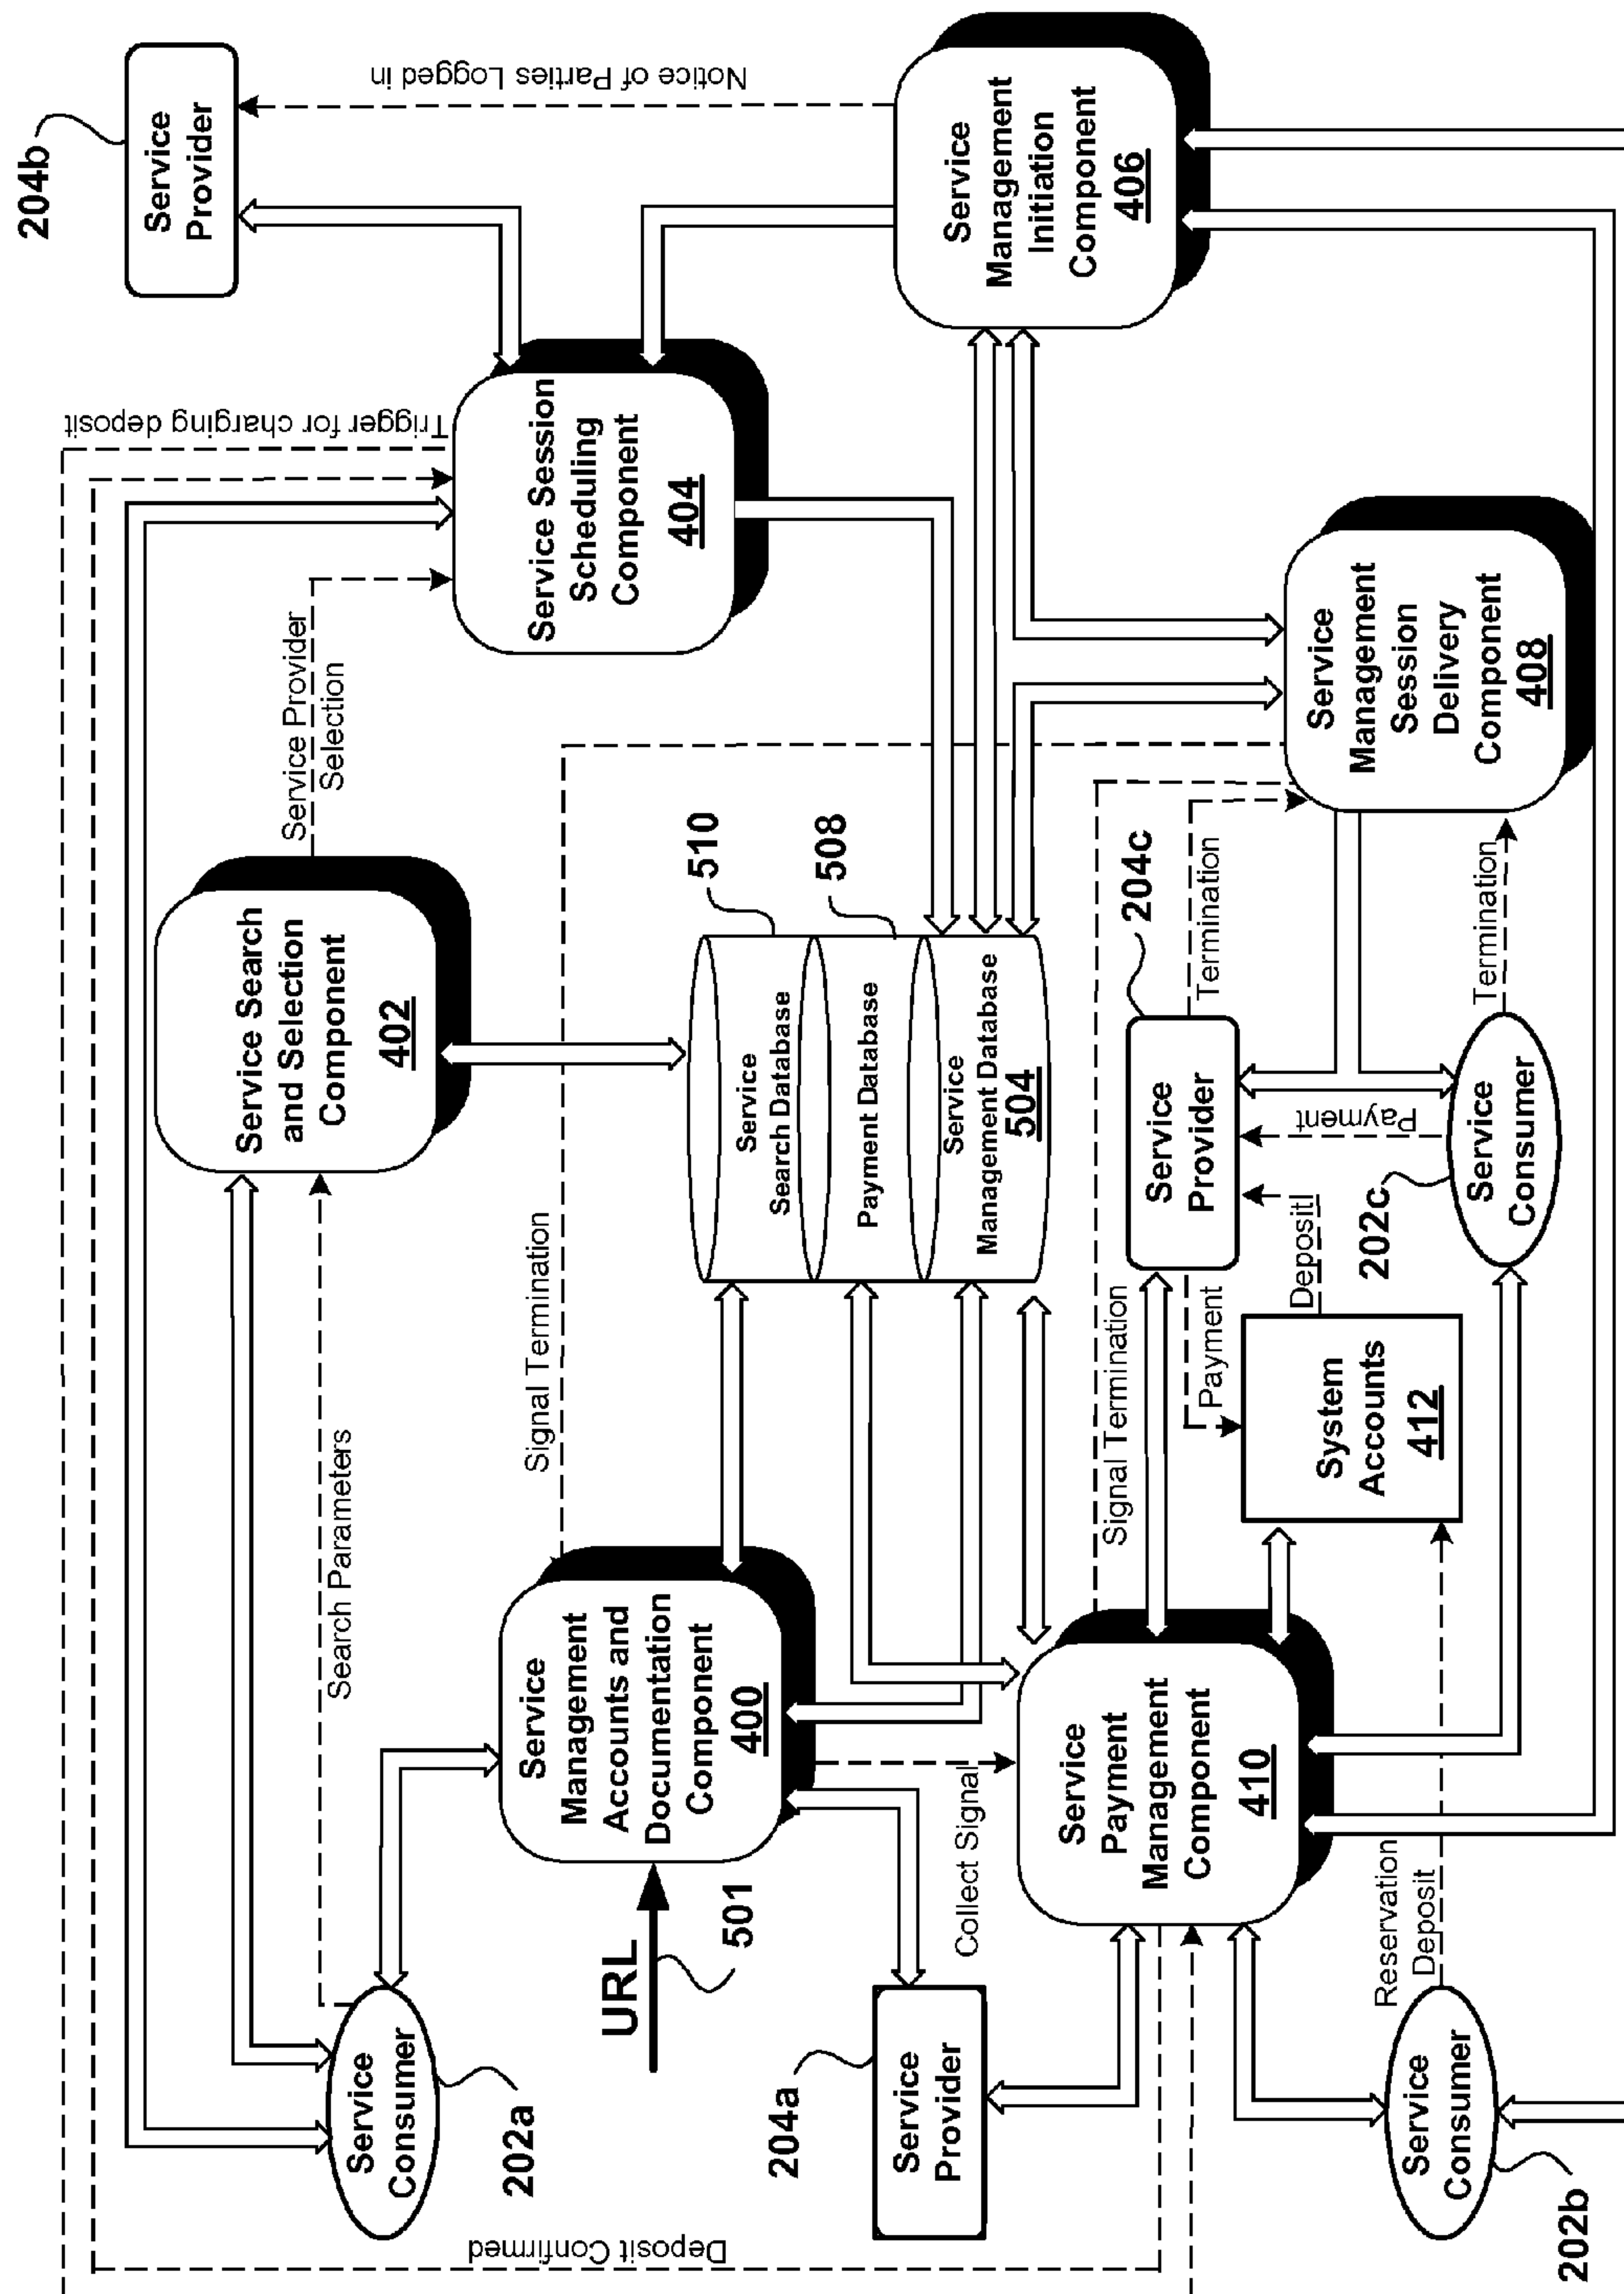 204b
Service
Provider
Notice of Parties Logged in
Service
Management
Initiation
Component
406
Trigger for charging deposit
Service Session
Scheduling
Component
404
Service Provider
Selection
Service Search
and Selection
Component
402
Search Parameters
Service
Consumer
202a
510
508
Service
Search Database
Payment Database
Service
Management Database
504
Signal Termination
Service
Management
Accounts and
Documentation
Component
400
URL
501
Service
Management
Session
Delivery
Component
408
204c
Termination
Termination
Service
Provider
Payment
Service
Consumer
202c
Deposit
Payment
System
Accounts
412
Signal Termination
Collect Signal
Service
Payment
Management
Component
410
Reservation
Deposit
204a
Service
Provider
Service
Consumer
202b
Deposit Confirmed